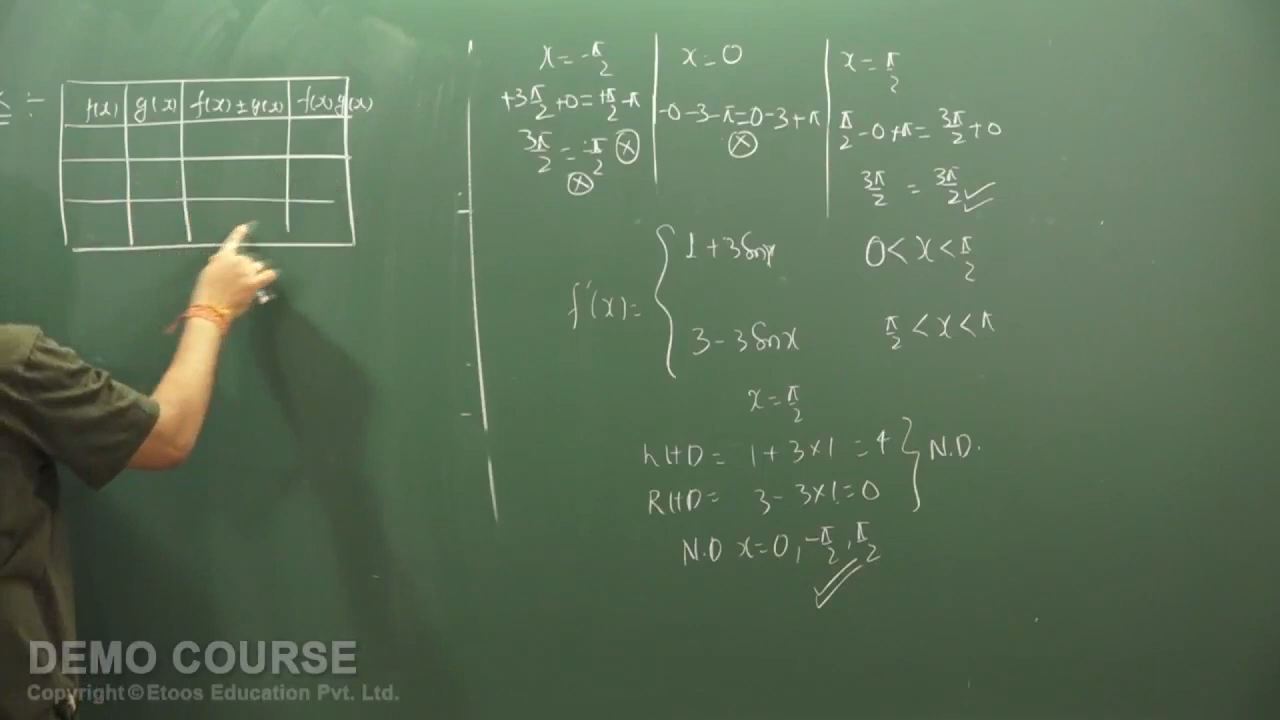 f(x) g(x) f(x) ± g(x) f(x).g(x)
x = -π/2
+3π/2 + 0 = +π/2 - π
3π/2 = -π/2 ⊗
⊗
x = 0
-0 - 3 - π = 0 - 3 + π
⊗
x = π/2
π/2 - 0 + π = 3π/2 + 0
3π/2 = 3π/2 ✓✓
f'(x) = { 1 + 3 Sinx 0 < x < π/2
3 - 3 Sinx π/2 < x < π
x = π/2
LHD = 1 + 3×1 = 4 } N.D.
RHD = 3 - 3×1 = 0
N.D x = 0, -π/2, π/2
DEMO COURSE
Copyright © Etoos Education Pvt. Ltd.